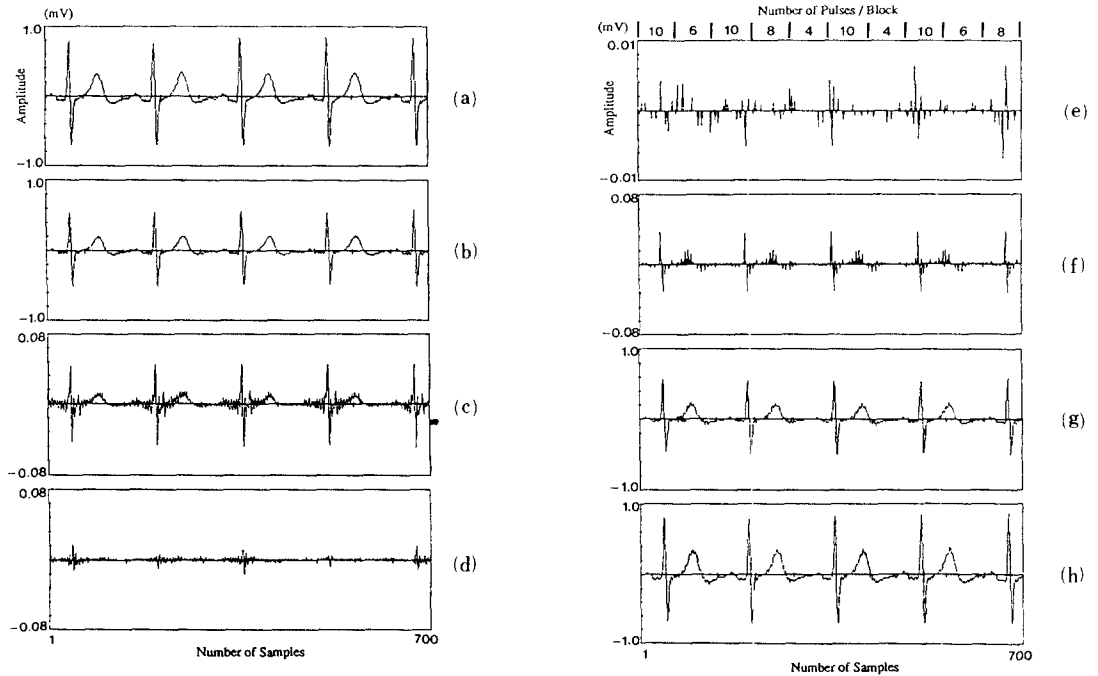 (mV)
1.0
Amplitude
-1.0
(a)
1.0
-1.0
(b)
0.08
-0.08
(c)
0.08
-0.08
(d)
1
700
Number of Samples
Number of Pulses / Block
(mV)
10 6 10 8 4 10 4 10 6 8
0.01
Amplitude
-0.01
(e)
0.08
-0.08
(f)
1.0
-1.0
(g)
1.0
-1.0
(h)
1
700
Number of Samples